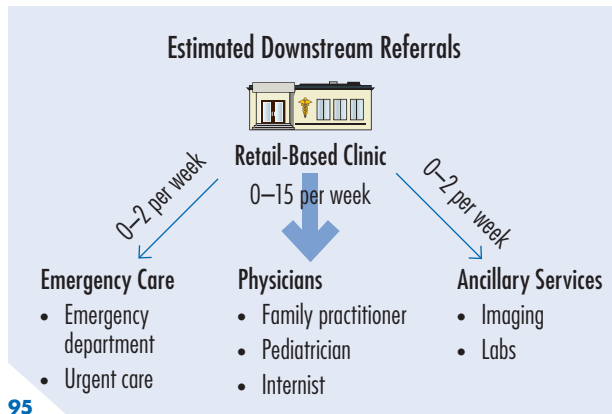 Estimated Downstream Referrals
Retail-Based Clinic
0–2 per week
0–15 per week
0–2 per week
Emergency Care
• Emergency
department
• Urgent care
Physicians
• Family practitioner
• Pediatrician
• Internist
Ancillary Services
• Imaging
• Labs
95